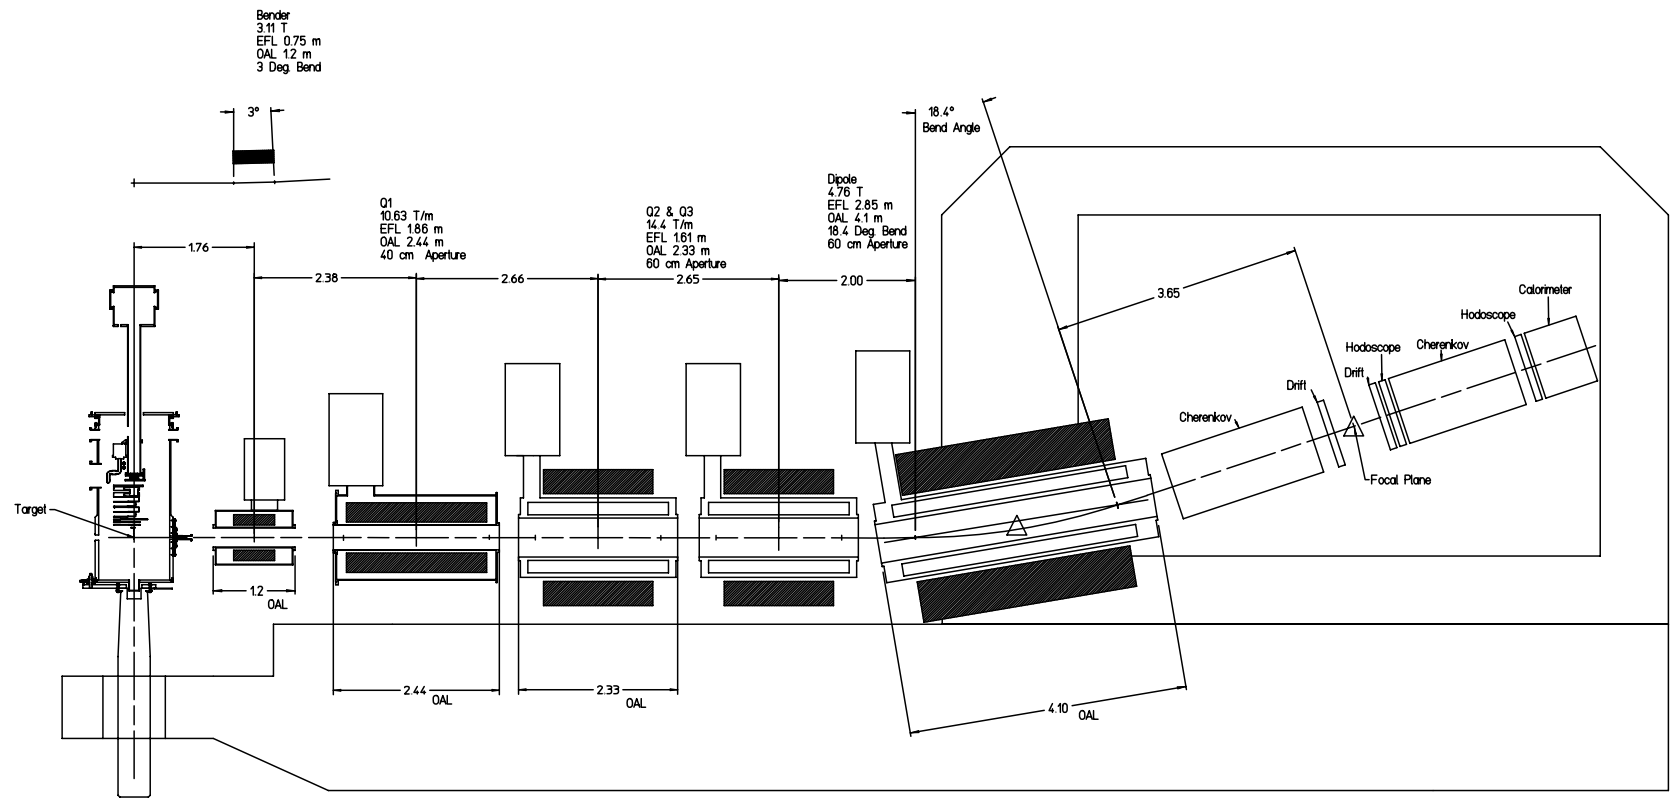 Bender
3.11 T
EFL 0.75 m
OAL 1.2 m
3 Deg. Bend
3°
18.4°
Bend Angle
Dipole
4.76 T
EFL 2.85 m
OAL 4.1 m
18.4 Deg. Bend
60 cm Aperture
Q1
10.63 T/m
EFL 1.86 m
OAL 2.44 m
40 cm Aperture
Q2 & Q3
14.4 T/m
EFL 1.61 m
OAL 2.33 m
60 cm Aperture
1.76
2.38
2.66
2.65
2.00
3.65
Calorimeter
Hodoscope
Cherenkov
Hodoscope
Drift
Drift
Cherenkov
Focal Plane
Target
1.2
OAL
2.44
OAL
2.33
OAL
4.10
OAL